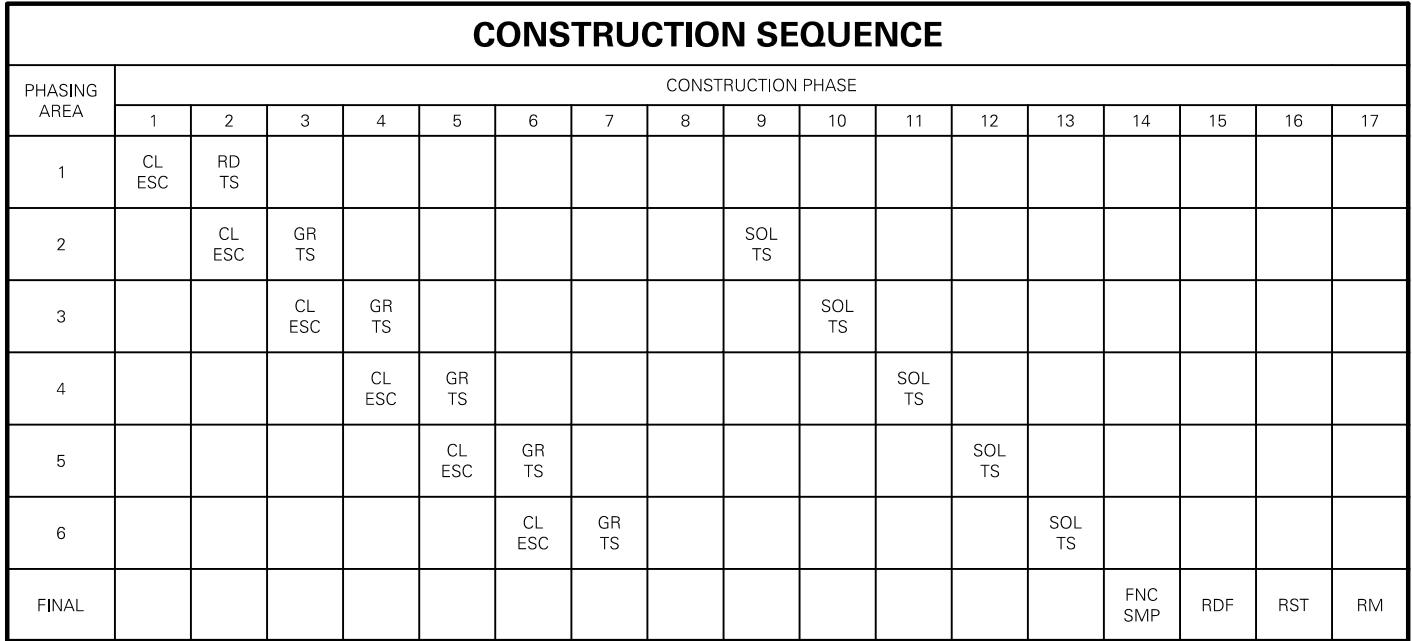 CONSTRUCTION SEQUENCE
PHASING AREA CONSTRUCTION PHASE
1 2 3 4 5 6 7 8 9 10 11 12 13 14 15 16 17
1 CL ESC RD TS
2 CL ESC GR TS SOL TS
3 CL ESC GR TS SOL TS
4 CL ESC GR TS SOL TS
5 CL ESC GR TS SOL TS
6 CL ESC GR TS SOL TS
FINAL FNC SMP RDF RST RM